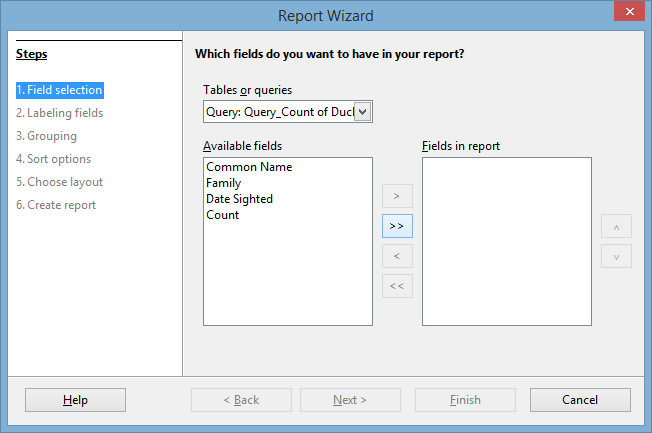 Report Wizard
Steps
Which fields do you want to have in your report?
1. Field selection
2. Labeling fields
3. Grouping
4. Sort options
5. Choose layout
6. Create report
Tables or queries
Query: Query_Count of Ducl
Available fields
Common Name
Family
Date Sighted
Count
>
>>
<
<<
Fields in report
^
v
Help
< Back
Next >
Finish
Cancel